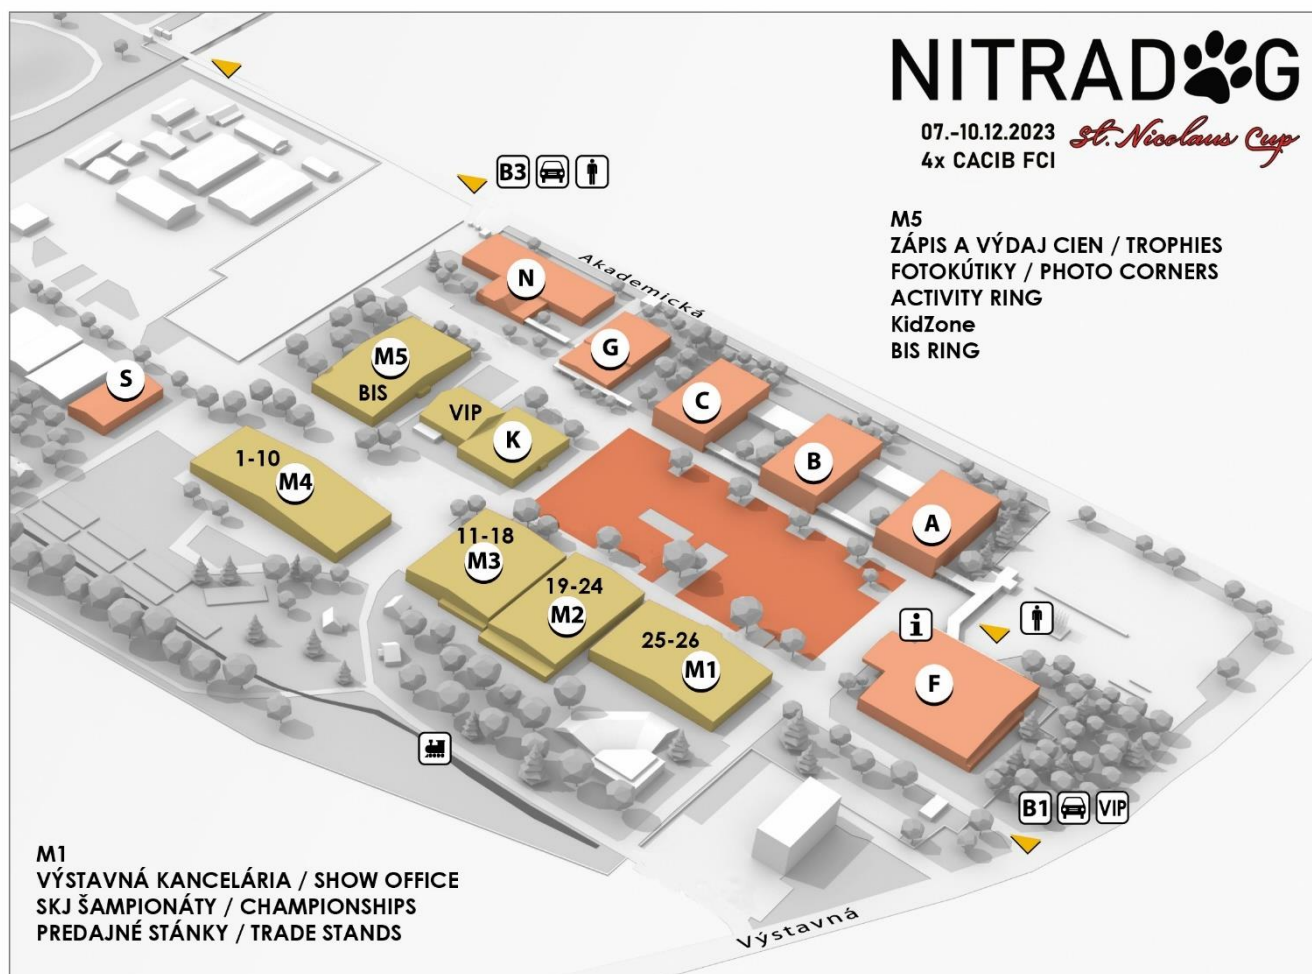 NITRADOG
07.-10.12.2023
St. Nicolaus Cup
4x CACIB FCI
M5
ZÁPIS A VÝDAJ CIEN / TROPHIES
FOTOKÚTIKY / PHOTO CORNERS
ACTIVITY RING
KidZone
BIS RING
B3
Akademická
N
G
M5
BIS
S
C
VIP
K
B
1-10
M4
A
11-18
M3
19-24
M2
i
25-26
M1
F
B1
VIP
Výstavná
M1
VÝSTAVNÁ KANCELÁRIA / SHOW OFFICE
SKJ ŠAMPIONÁTY / CHAMPIONSHIPS
PREDAJNÉ STÁNKY / TRADE STANDS